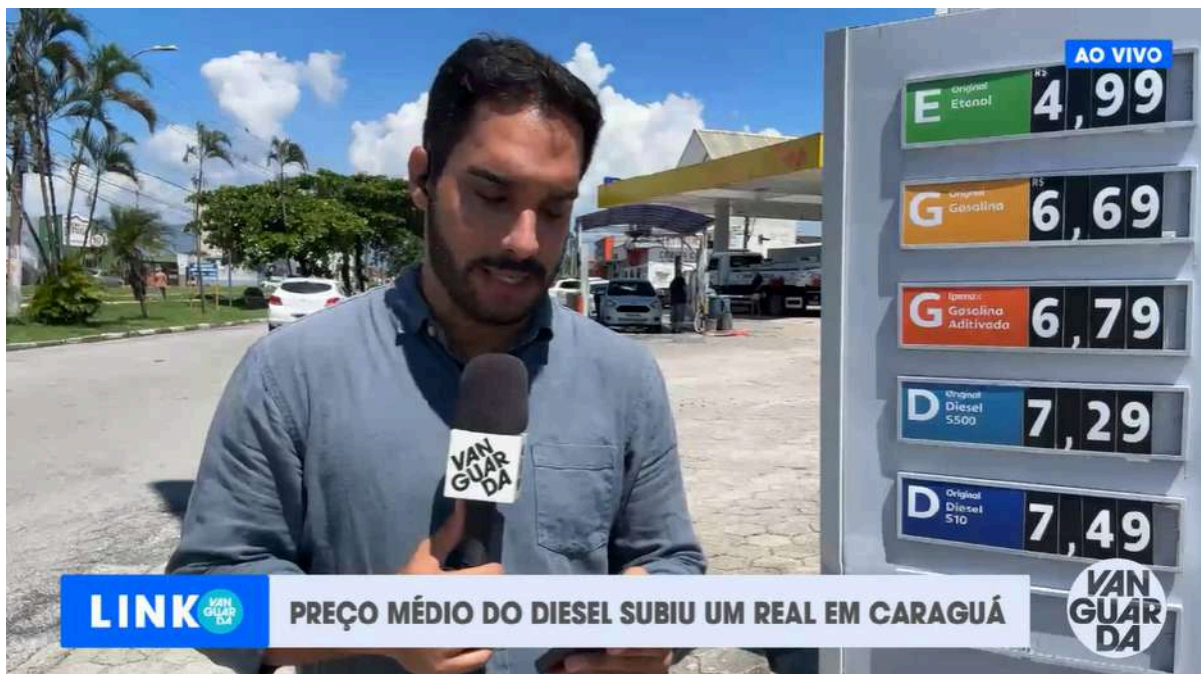 AO VIVO
E Original
Etanol
R$
4,99
G Original
Gasolina
R$
6,69
G Ipimax
Gasolina
Aditivada
6,79
D Original
Diesel
S500
7,29
D Original
Diesel
S10
7,49
VAN
GUAR
DA
LINK
VAN
GUAR
DA
PREÇO MÉDIO DO DIESEL SUBIU UM REAL EM CARAGUÁ
VAN
GUAR
DA